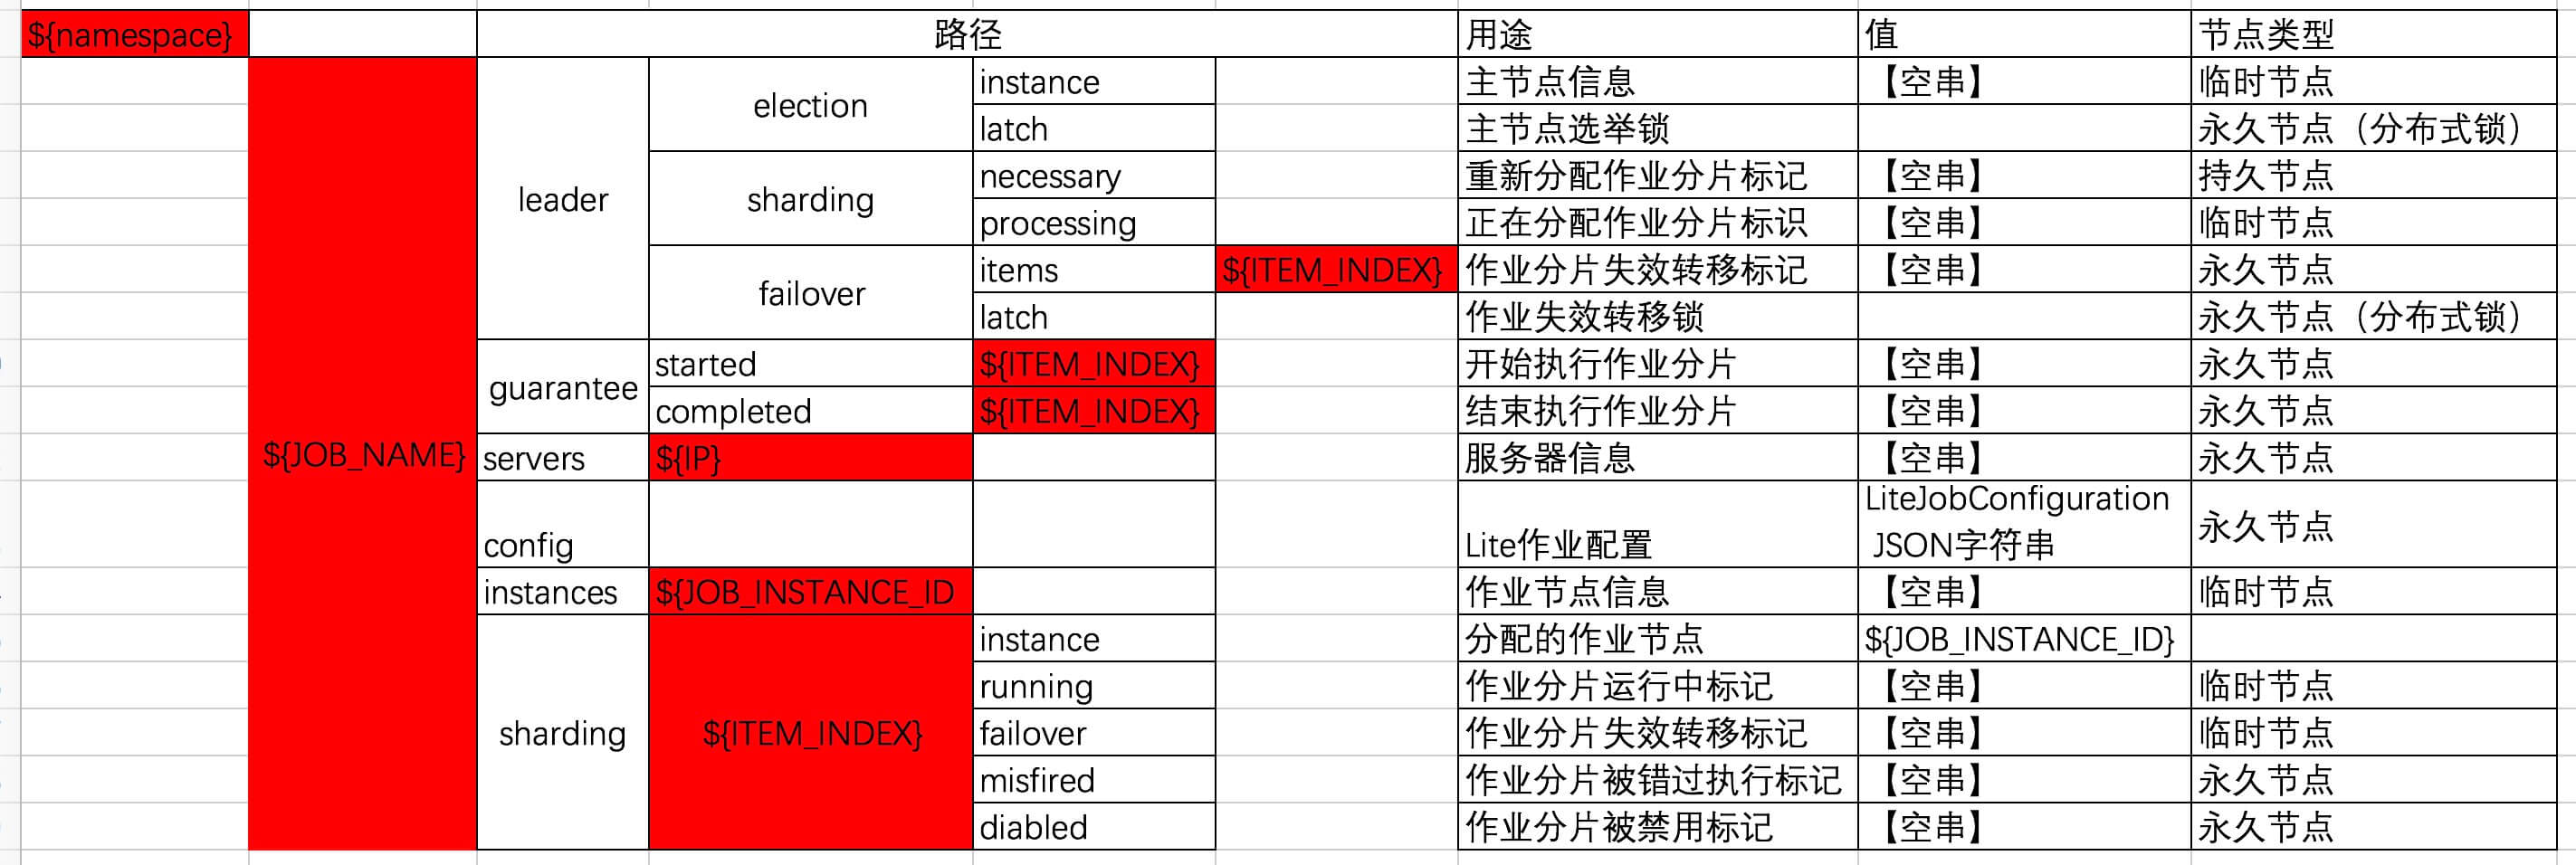 ${namespace} 路径 用途 值 节点类型
${JOB_NAME} leader election instance 主节点信息 【空串】 临时节点
latch 主节点选举锁 永久节点（分布式锁）
sharding necessary 重新分配作业分片标记 【空串】 持久节点
processing 正在分配作业分片标识 【空串】 临时节点
failover items ${ITEM_INDEX} 作业分片失效转移标记 【空串】 永久节点
latch 作业失效转移锁 永久节点（分布式锁）
guarantee started ${ITEM_INDEX} 开始执行作业分片 【空串】 永久节点
completed ${ITEM_INDEX} 结束执行作业分片 【空串】 永久节点
servers ${IP} 服务器信息 【空串】 永久节点
config Lite作业配置 LiteJobConfiguration
JSON字符串 永久节点
instances ${JOB_INSTANCE_ID 作业节点信息 【空串】 临时节点
sharding ${ITEM_INDEX} instance 分配的作业节点 ${JOB_INSTANCE_ID}
running 作业分片运行中标记 【空串】 临时节点
failover 作业分片失效转移标记 【空串】 临时节点
misfired 作业分片被错过执行标记 【空串】 永久节点
diabled 作业分片被禁用标记 【空串】 永久节点